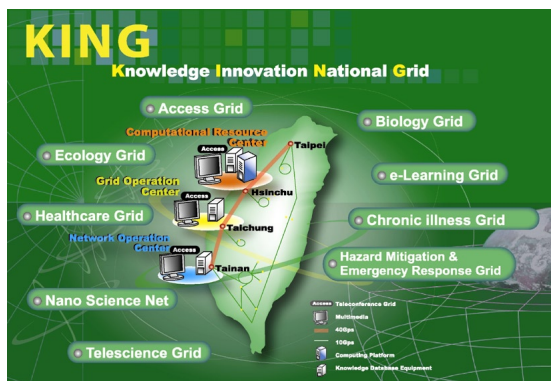 KING
Knowledge Innovation National Grid
Access Grid
Biology Grid
Computational Resource
Center
Access
Taipei
Ecology Grid
e-Learning Grid
Grid Operation
Center
Access
Hsinchu
Healthcare Grid
Chronic illness Grid
Taichung
Network Operation
Center
Access
Hazard Mitigation &
Emergency Response Grid
Tainan
Nano Science Net
Access Teleconference Grid
Multimedia
40Gps
10Gps
Telescience Grid
Computing Platform
Knowledge Database Equipment